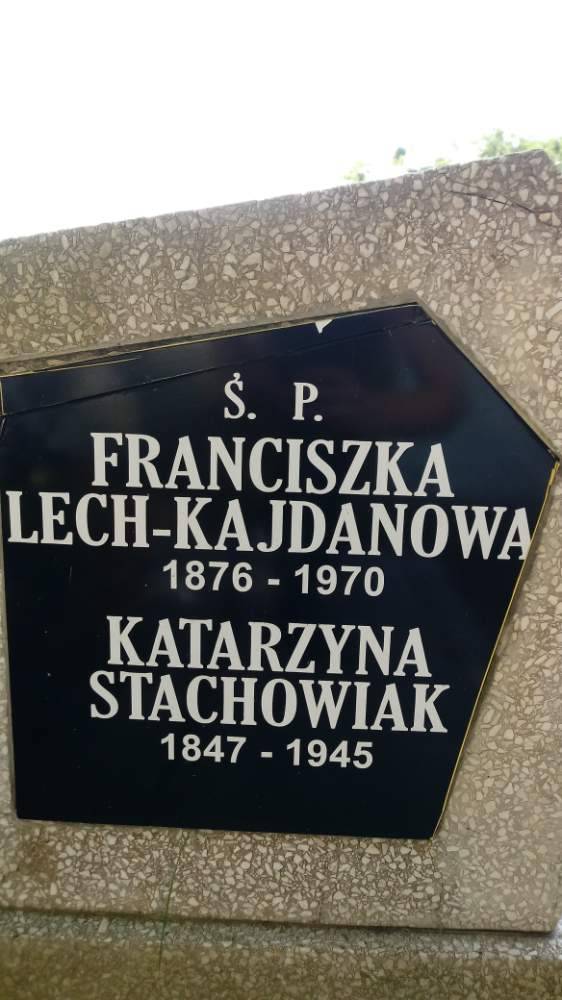 Ś. P.
FRANCISZKA
LECH-KAJDANOWA
1876 - 1970
KATARZYNA
STACHOWIAK
1847 - 1945